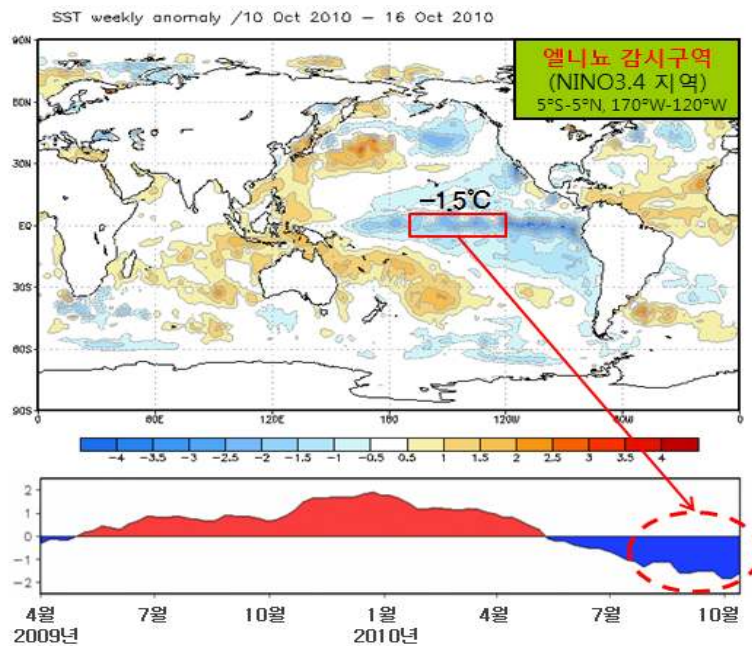 SST weekly anomaly /10 Oct 2010 – 16 Oct 2010
엘니뇨 감시구역
(NINO3.4 지역)
5°S-5°N, 170°W-120°W
90N
60N
30N
EQ
30S
60S
90S
−1.5℃
0 60E 120E 180 120W 60W 0
−4 −3.5 −3 −2.5 −2 −1.5 −1 −0.5 0.5 1 1.5 2 2.5 3 3.5 4
2
1
0
−1
−2
4월 7월 10월 1월 4월 7월 10월
2009년 2010년